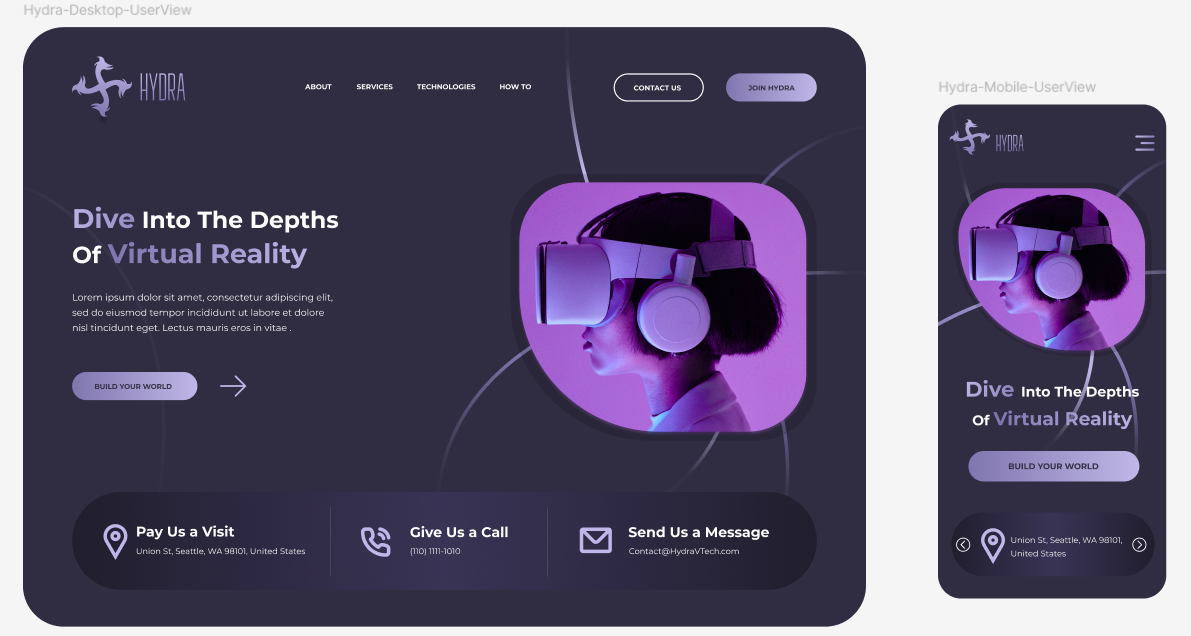 Hydra-Desktop-UserView
HYDRA
ABOUT
SERVICES
TECHNOLOGIES
HOW TO
CONTACT US
JOIN HYDRA
Dive Into The Depths
Of Virtual Reality
Lorem ipsum dolor sit amet, consectetur adipiscing elit,
sed do eiusmod tempor incididunt ut labore et dolore
nisl tincidunt eget. Lectus mauris eros in vitae .
BUILD YOUR WORLD
Pay Us a Visit
Union St, Seattle, WA 98101, United States
Give Us a Call
(110) 1111-1010
Send Us a Message
Contact@HydraVTech.com
Hydra-Mobile-UserView
HYDRA
Dive Into The Depths
Of Virtual Reality
BUILD YOUR WORLD
Union St, Seattle, WA 98101,
United States